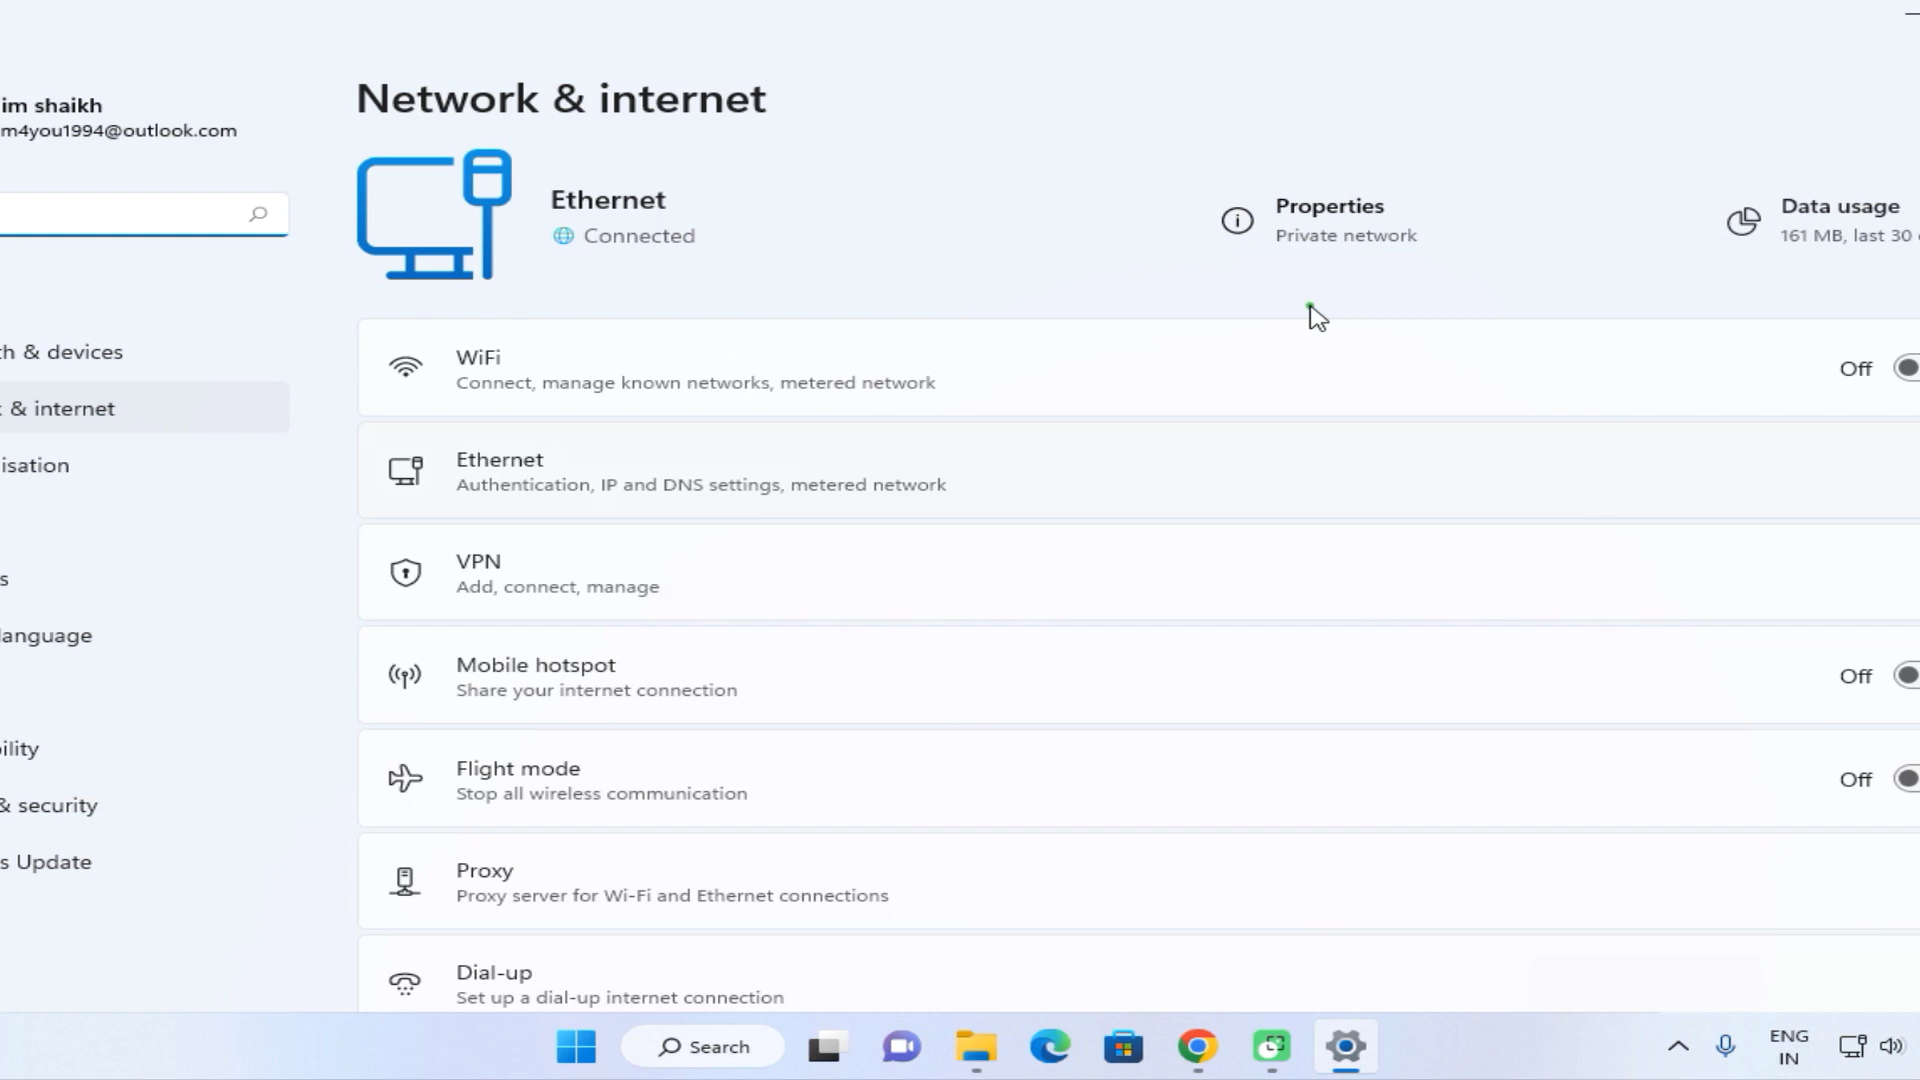 Network & internet
im shaikh
m4you1994@outlook.com
Ethernet
Connected
Properties
Private network
Data usage
161 MB, last 30
th & devices
& internet
isation
s
language
ility
& security
s Update
WiFi
Connect, manage known networks, metered network
Off
Ethernet
Authentication, IP and DNS settings, metered network
VPN
Add, connect, manage
Mobile hotspot
Share your internet connection
Off
Flight mode
Stop all wireless communication
Off
Proxy
Proxy server for Wi-Fi and Ethernet connections
Dial-up
Set up a dial-up internet connection
Search
ENG
IN